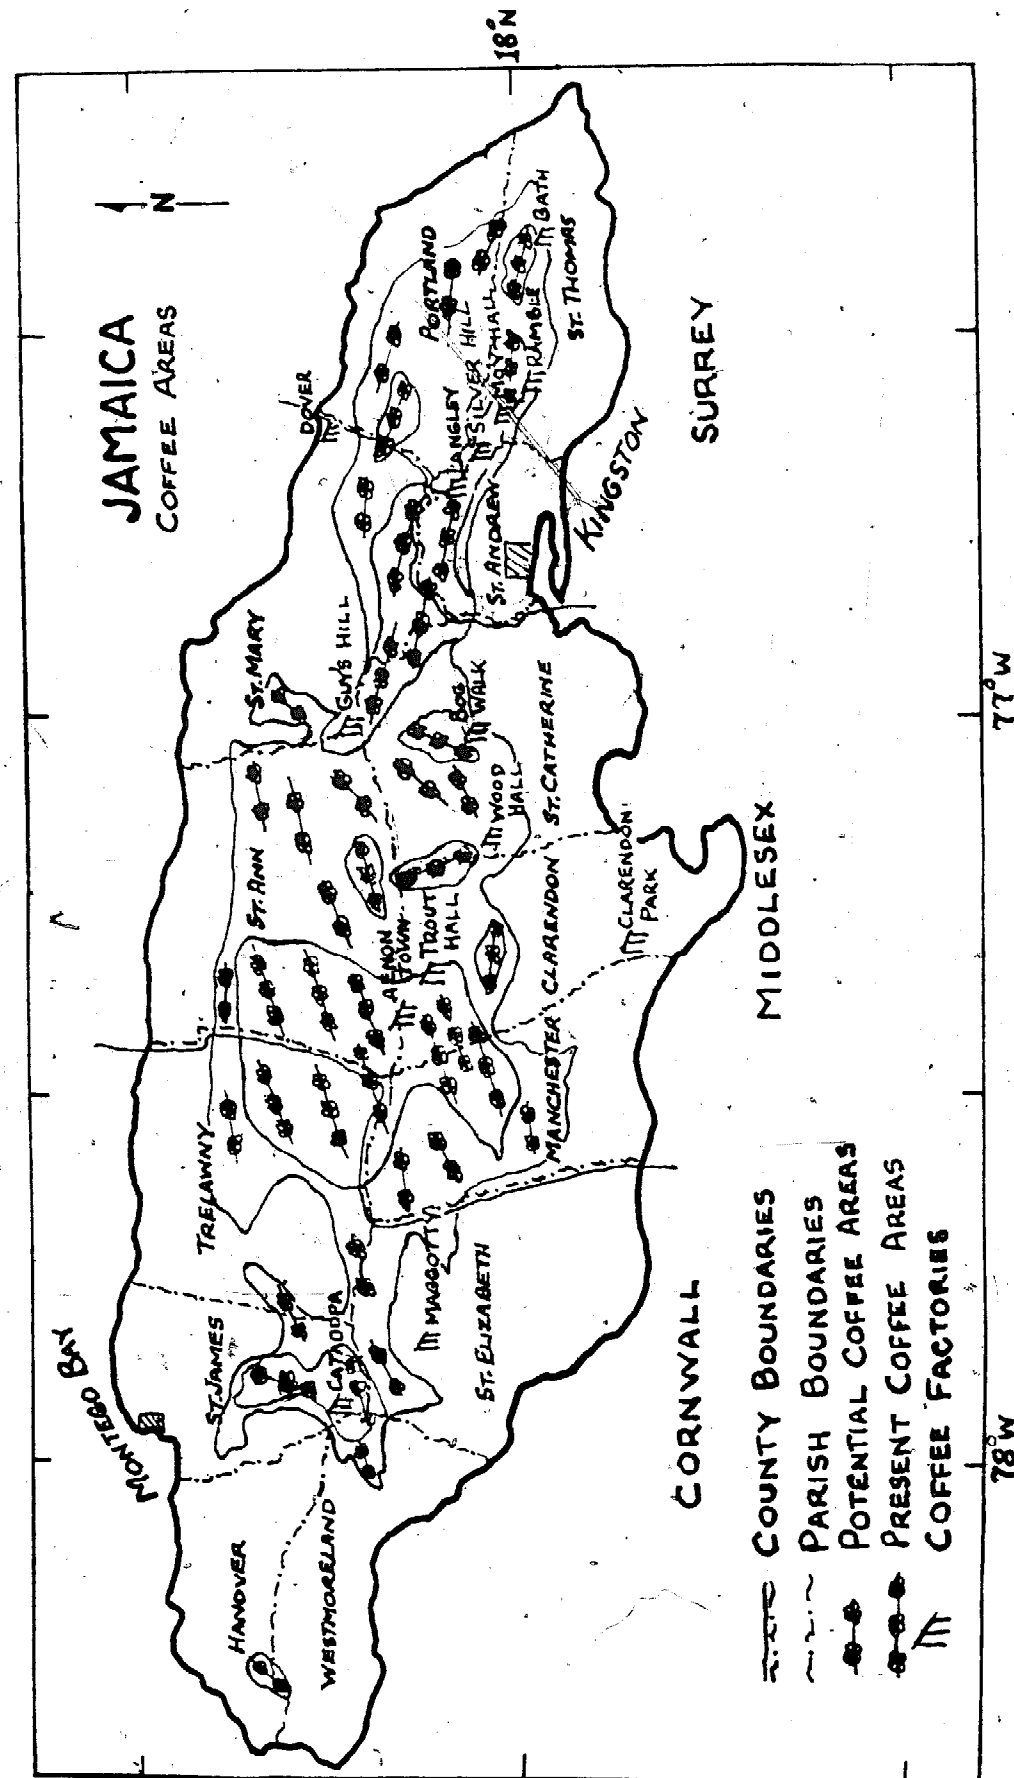 JAMAICA
COFFEE AREAS
N
18°N
77°W
78°W
MONTEGO BAY
HANOVER
WESTMORELAND
ST. JAMES
CATADOOPA
TRELAWNY
MAGGOTTY
ST. ELIZABETH
ST. ANN
AENON
TOWN
TROUT
HALL
MANCHESTER
CLARENDON
CLARENDON
PARK
ST. MARY
GUY'S HILL
BOG
WALK
WOOD
HALL
ST. CATHERINE
DOVER
PORTLAND
LANGLEY
SILVER HILL
MOY HALL
RAMBLE
BATH
ST. THOMAS
ST. ANDREW
KINGSTON
CORNWALL
MIDDLESEX
SURREY
COUNTY BOUNDARIES
PARISH BOUNDARIES
POTENTIAL COFFEE AREAS
PRESENT COFFEE AREAS
COFFEE FACTORIES